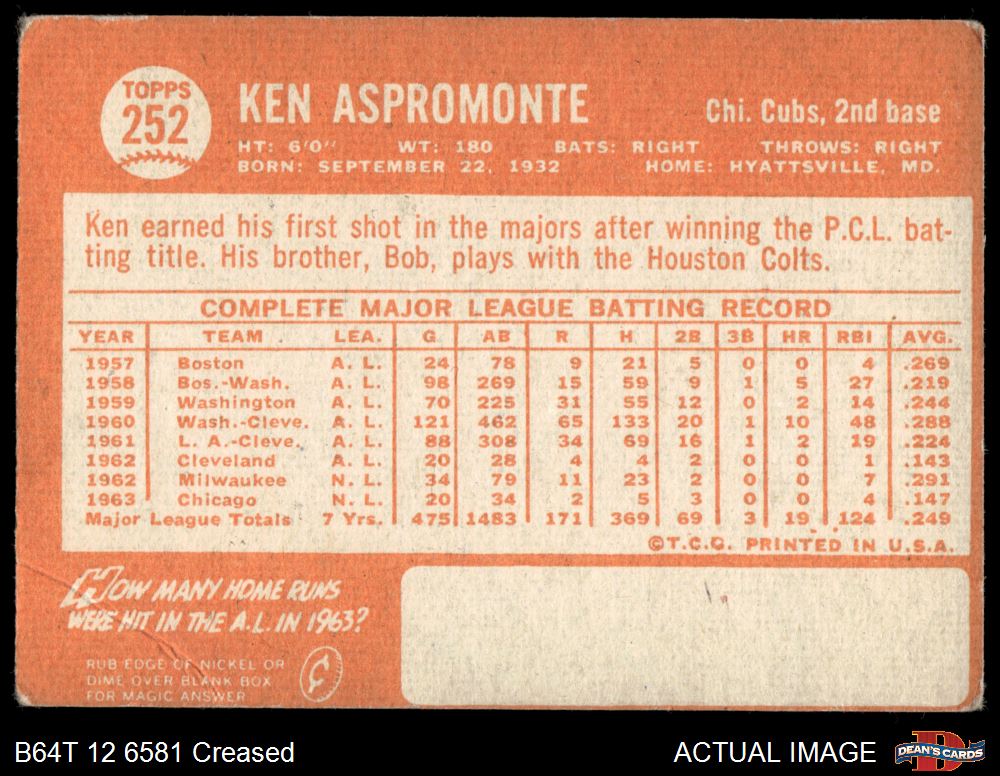 TOPPS
252
KEN ASPROMONTE
Chi. Cubs, 2nd base
HT: 6'0" WT: 180 BATS: RIGHT THROWS: RIGHT
BORN: SEPTEMBER 22, 1932 HOME: HYATTSVILLE, MD.
Ken earned his first shot in the majors after winning the P.C.L. bat-
ting title. His brother, Bob, plays with the Houston Colts.
COMPLETE MAJOR LEAGUE BATTING RECORD
YEAR TEAM LEA. G AB R H 2B 3B HR RBI AVG.
1957 Boston A. L. 24 78 9 21 5 0 0 4 .269
1958 Bos.-Wash. A. L. 98 269 15 59 9 1 5 27 .219
1959 Washington A. L. 70 225 31 55 12 0 2 14 .244
1960 Wash.-Cleve. A. L. 121 462 65 133 20 1 10 48 .288
1961 L. A.-Cleve. A. L. 88 308 34 69 16 1 2 19 .224
1962 Cleveland A. L. 20 28 4 4 2 0 0 1 .143
1962 Milwaukee N. L. 34 79 11 23 2 0 0 7 .291
1963 Chicago N. L. 20 34 2 5 3 0 0 4 .147
Major League Totals 7 Yrs. 475 1483 171 369 69 3 19 124 .249
©T.C.G. PRINTED IN U.S.A.
HOW MANY HOME RUNS
WERE HIT IN THE A.L. IN 1963?
RUB EDGE OF NICKEL OR
DIME OVER BLANK BOX
FOR MAGIC ANSWER
¢
B64T 12 6581 Creased
ACTUAL IMAGE
D
DEAN'S CARDS